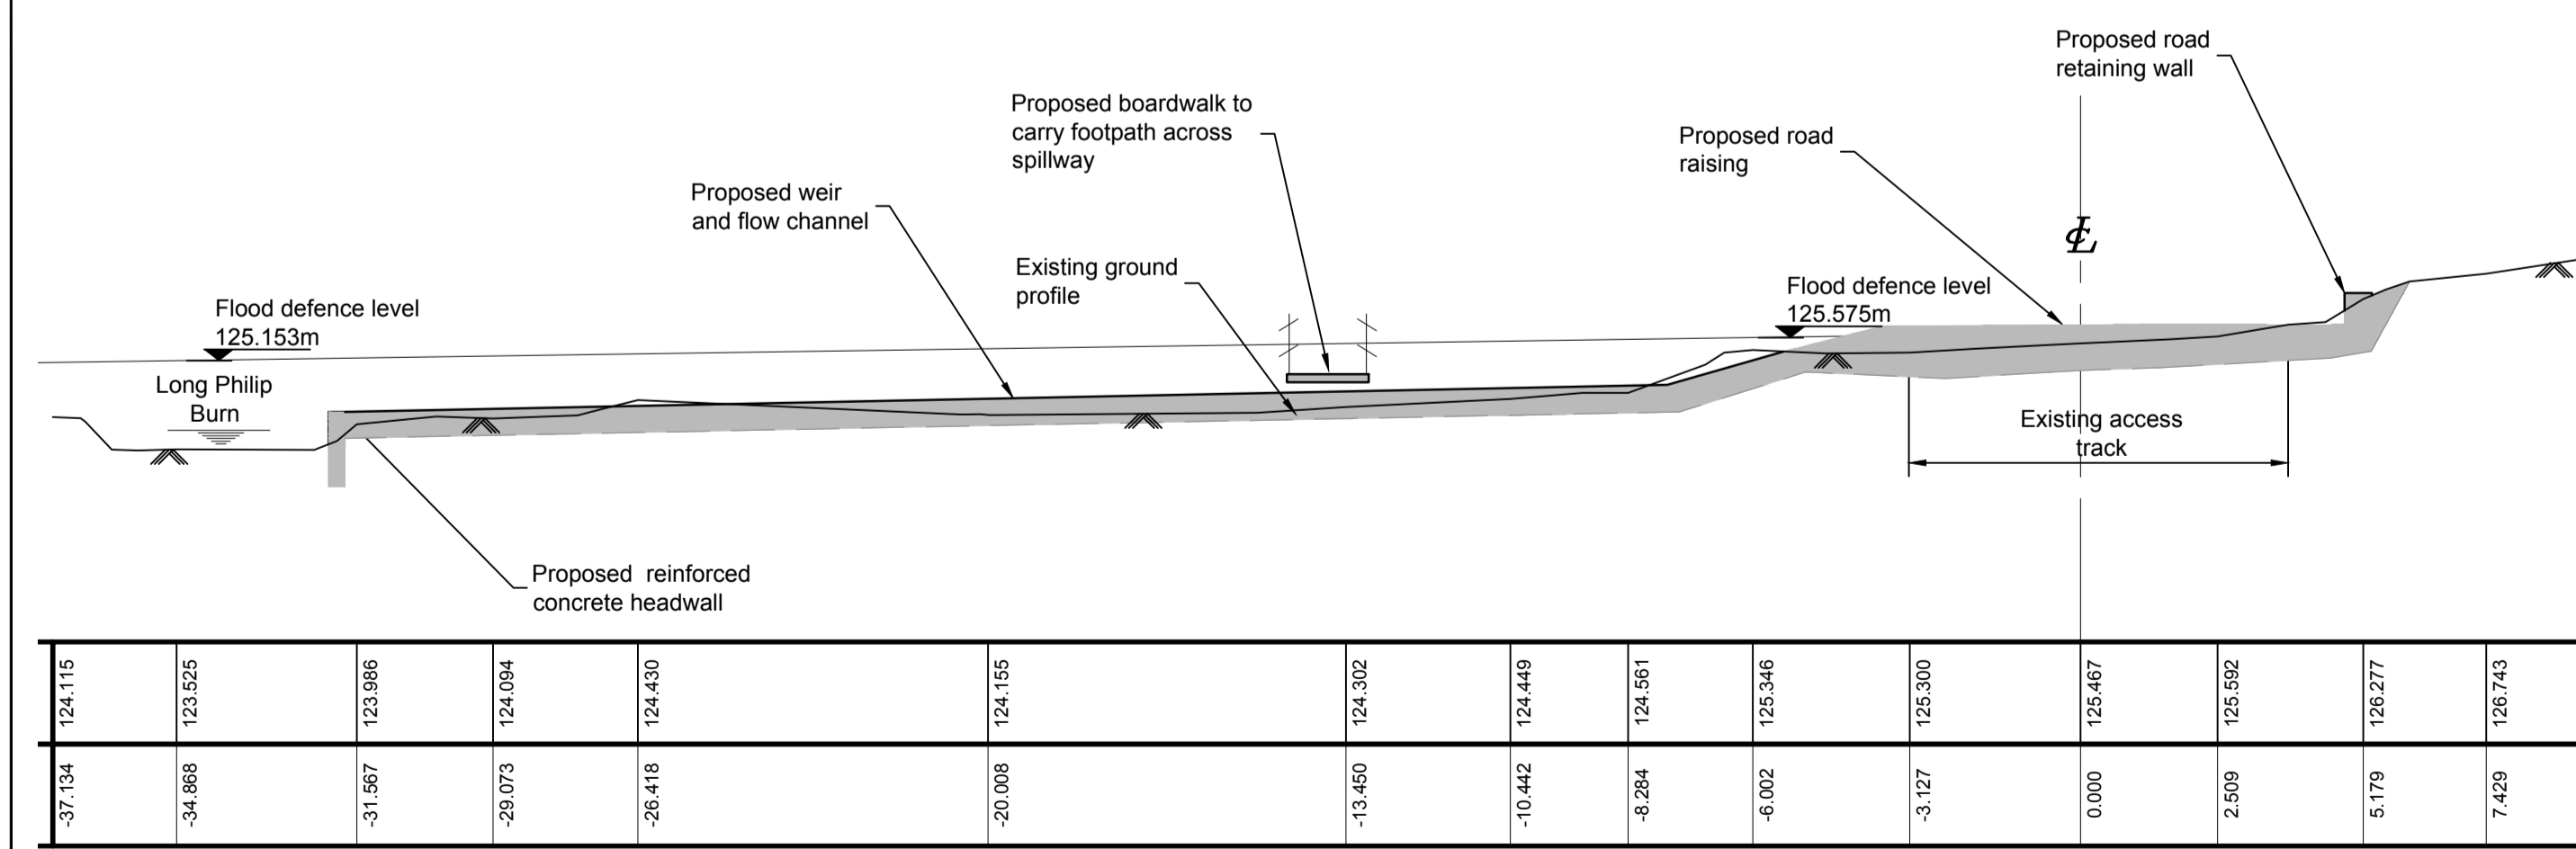 Proposed road
retaining wall
Proposed boardwalk to
carry footpath across
spillway
Proposed road
raising
Proposed weir
and flow channel
℄
Existing ground
profile
Flood defence level
125.575m
Flood defence level
125.153m
Long Philip
Burn
Existing access
track
Proposed reinforced
concrete headwall
124.115
123.525
123.986
124.094
124.430
124.155
124.302
124.449
124.561
125.346
125.300
125.467
125.592
126.277
126.743
-37.134
-34.868
-31.567
-29.073
-26.418
-20.008
-13.450
-10.442
-8.284
-6.002
-3.127
0.000
2.509
5.179
7.429